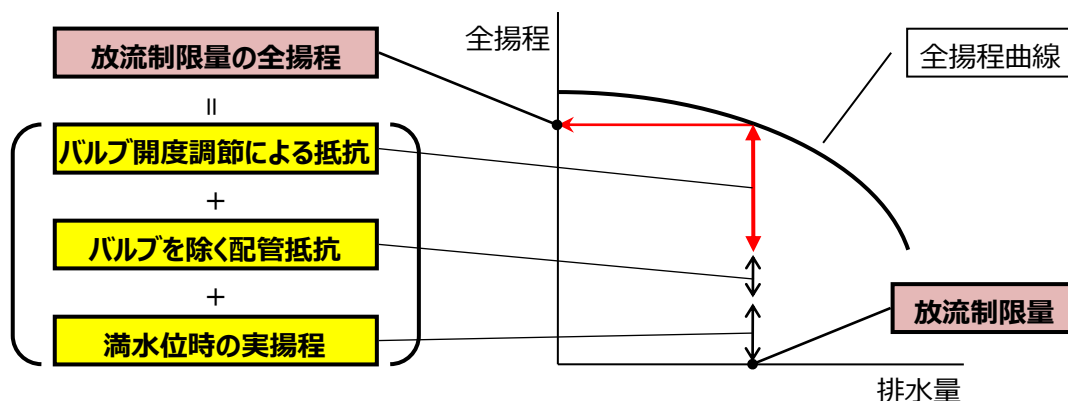 放流制限量の全揚程
=
バルブ開度調節による抵抗
+
バルブを除く配管抵抗
+
満水位時の実揚程
全揚程
全揚程曲線
放流制限量
排水量